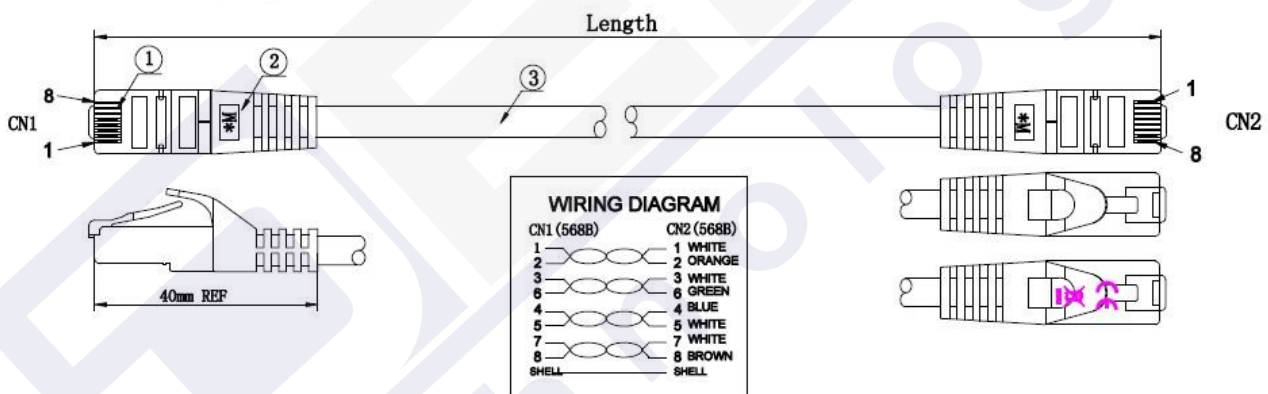 Length
1
2
3
8
CN1
1
*M
*M
1
CN2
8
40mm REF
WIRING DIAGRAM
CN1 (568B) CN2 (568B)
1 1 WHITE
2 2 ORANGE
3 3 WHITE
6 6 GREEN
4 4 BLUE
5 5 WHITE
7 7 WHITE
8 8 BROWN
SHELL SHELL
CE